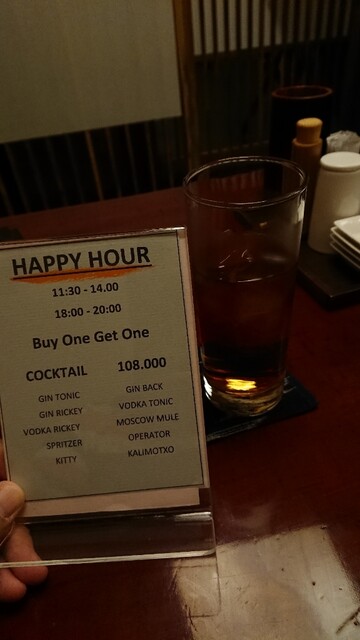 HAPPY HOUR
11:30 - 14.00
18:00 - 20:00
Buy One Get One
COCKTAIL 108.000
GIN TONIC GIN BACK
GIN RICKEY VODKA TONIC
VODKA RICKEY MOSCOW MULE
SPRITZER OPERATOR
KITTY KALIMOTXO